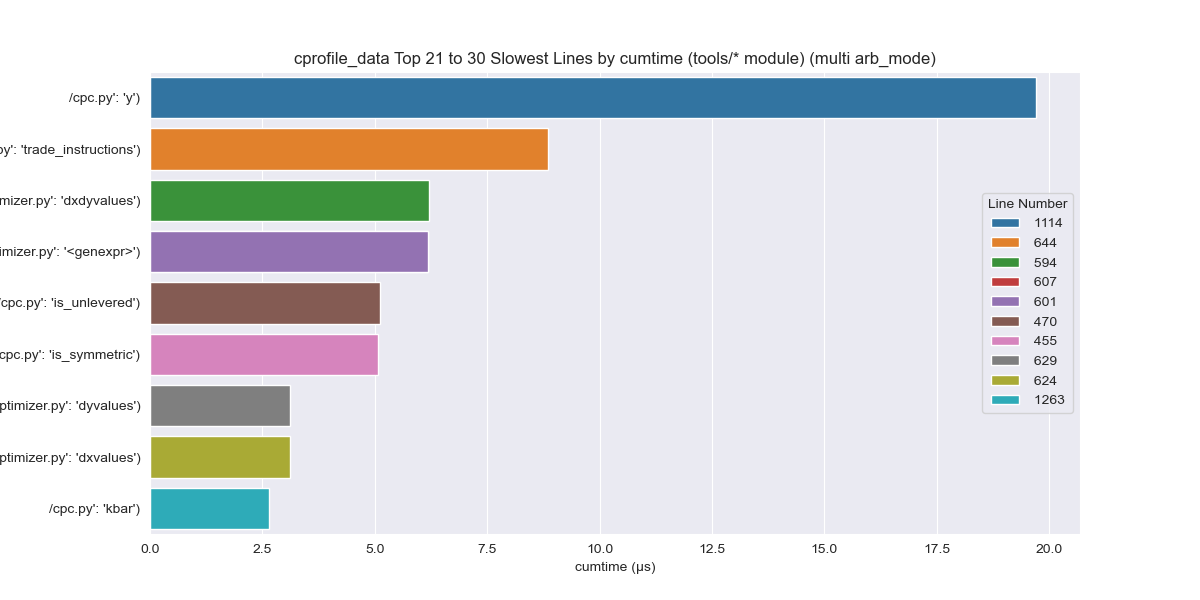 cprofile_data Top 21 to 30 Slowest Lines by cumtime (tools/* module) (multi arb_mode)
/cpc.py': 'y')
py': 'trade_instructions')
mizer.py': 'dxdyvalues')
imizer.py': '<genexpr>')
/cpc.py': 'is_unlevered')
cpc.py': 'is_symmetric')
ptimizer.py': 'dyvalues')
ptimizer.py': 'dxvalues')
/cpc.py': 'kbar')
Line Number
1114
644
594
607
601
470
455
629
624
1263
0.0 2.5 5.0 7.5 10.0 12.5 15.0 17.5 20.0
cumtime (μs)